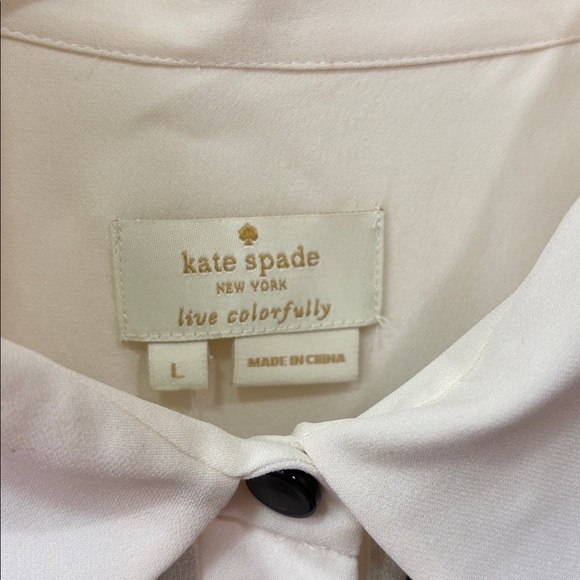 kate spade
NEW YORK
live colorfully
L
MADE IN CHINA